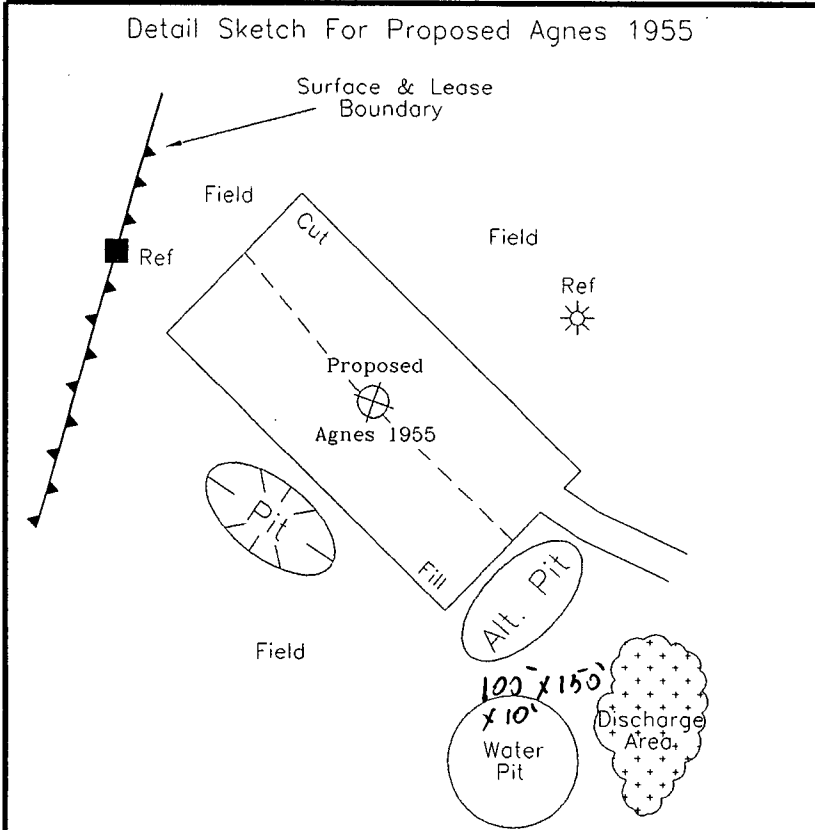 Detail Sketch For Proposed Agnes 1955
Surface & Lease
Boundary
Field
Cut
Field
Ref
Ref
Proposed
Agnes 1955
Pit
Fill
Alt. Pit
Field
100' x 150'
x 10'
Discharge
Area
Water
Pit